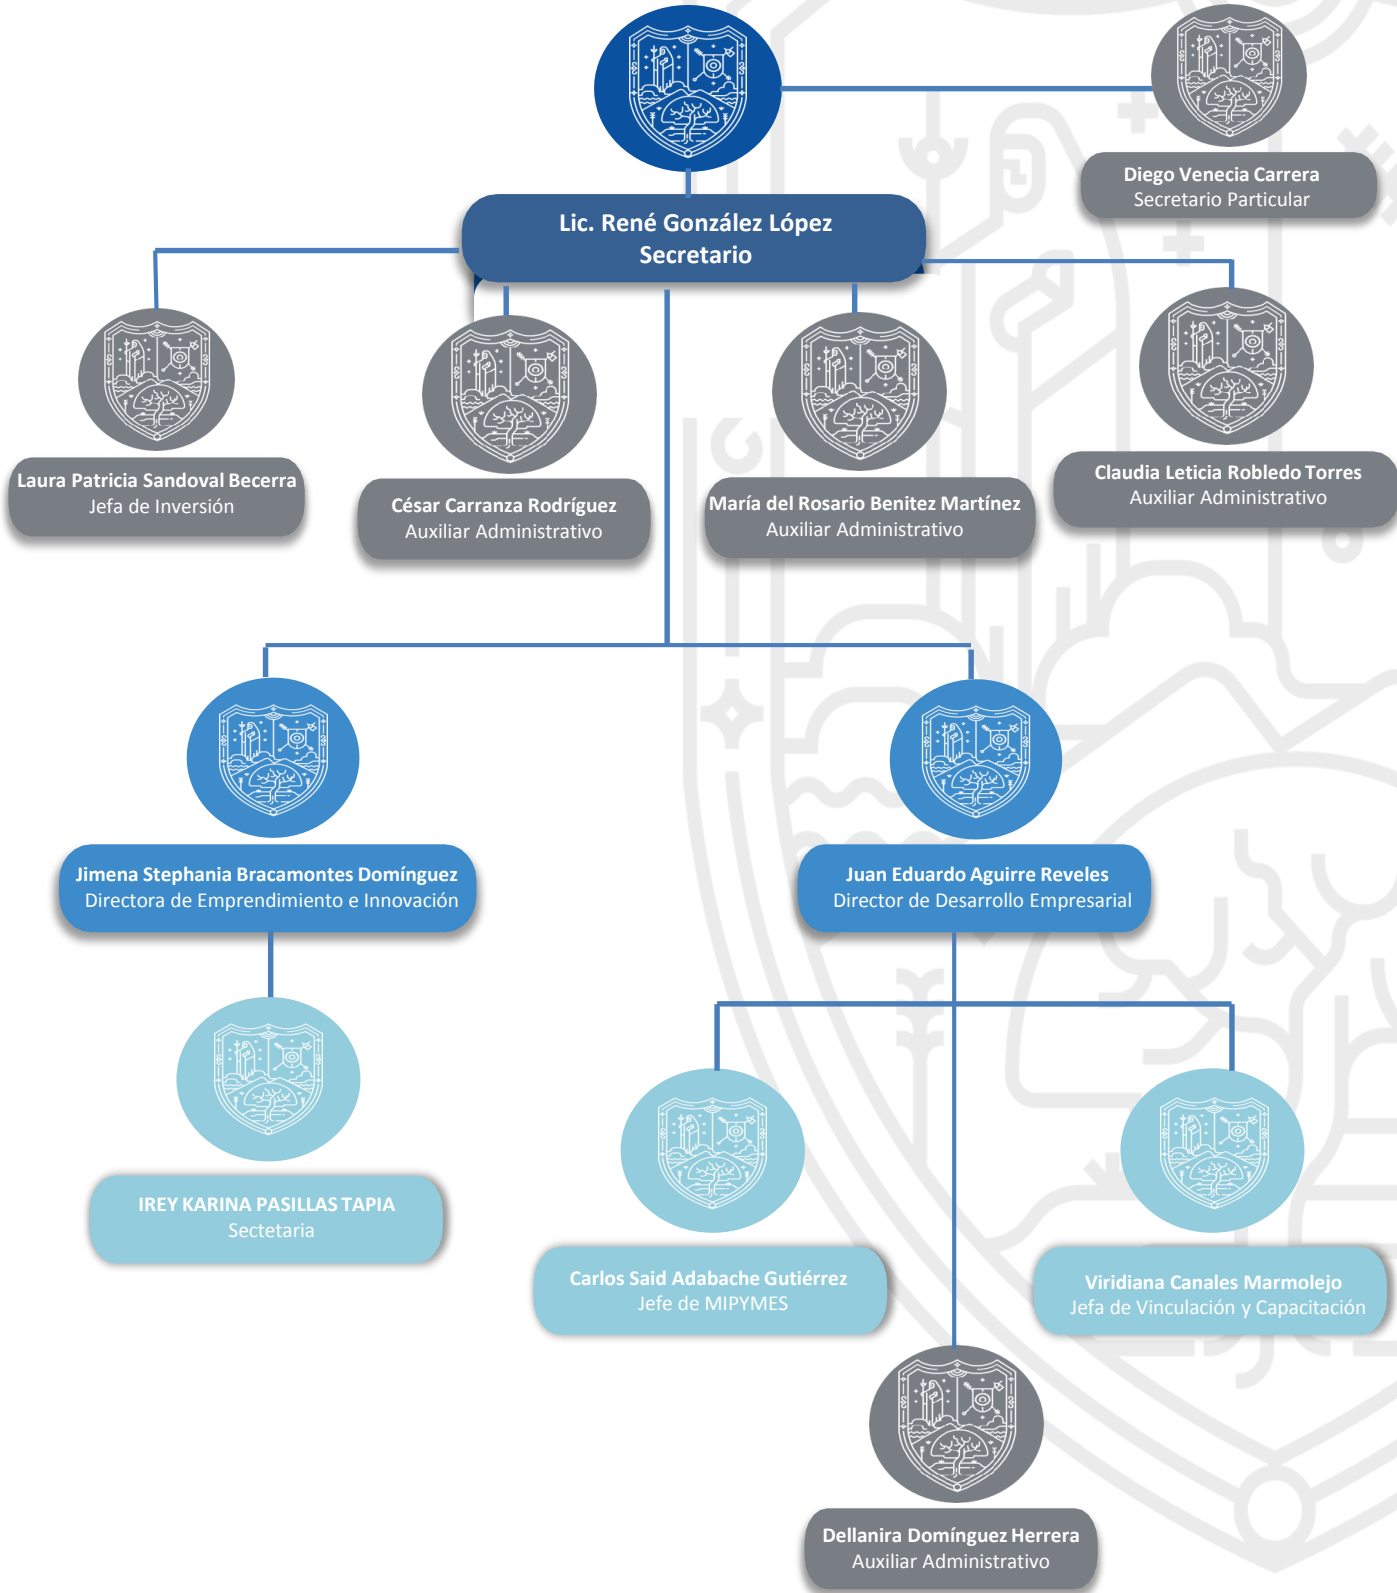 Diego Venecia Carrera
Secretario Particular
Lic. René González López
Secretario
Laura Patricia Sandoval Becerra
Jefa de Inversión
César Carranza Rodríguez
Auxiliar Administrativo
María del Rosario Benitez Martínez
Auxiliar Administrativo
Claudia Leticia Robledo Torres
Auxiliar Administrativo
Jimena Stephania Bracamontes Domínguez
Directora de Emprendimiento e Innovación
Juan Eduardo Aguirre Reveles
Director de Desarrollo Empresarial
IREY KARINA PASILLAS TAPIA
Sectetaria
Carlos Said Adabache Gutiérrez
Jefe de MIPYMES
Viridiana Canales Marmolejo
Jefa de Vinculación y Capacitación
Dellanira Domínguez Herrera
Auxiliar Administrativo